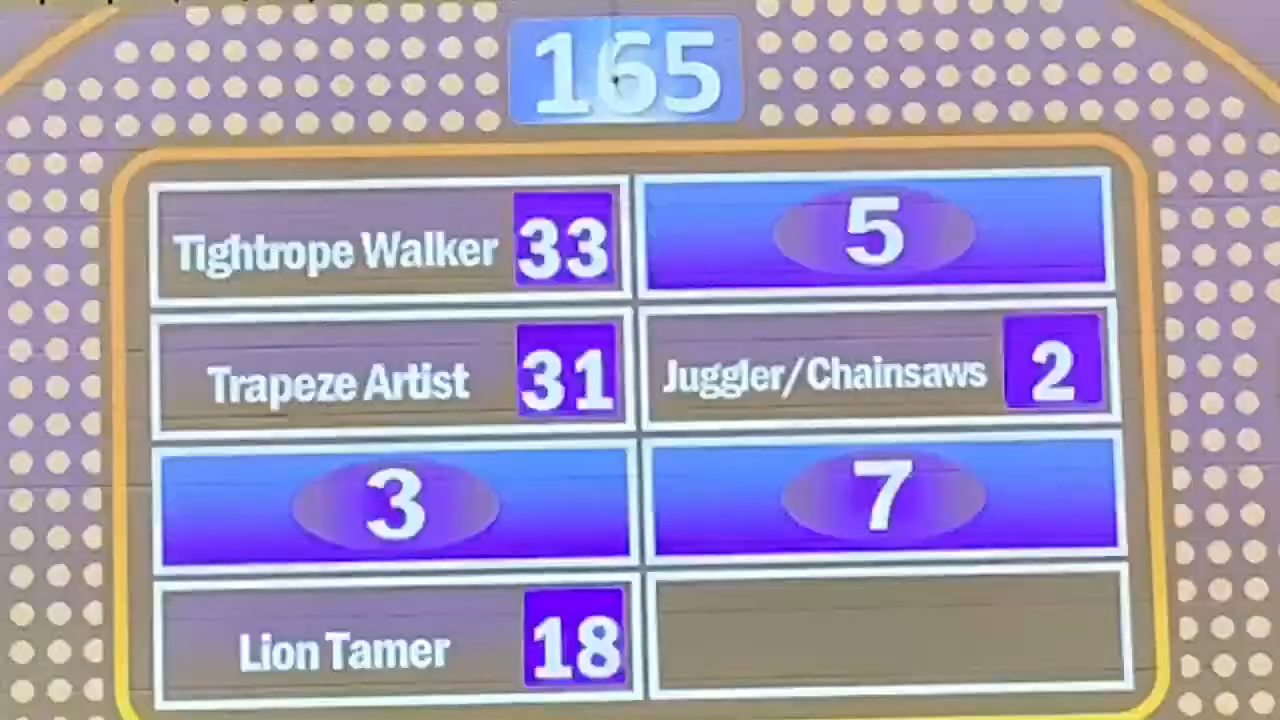 165
Tightrope Walker 33
5
Trapeze Artist 31
Juggler/Chainsaws 2
3
7
Lion Tamer 18